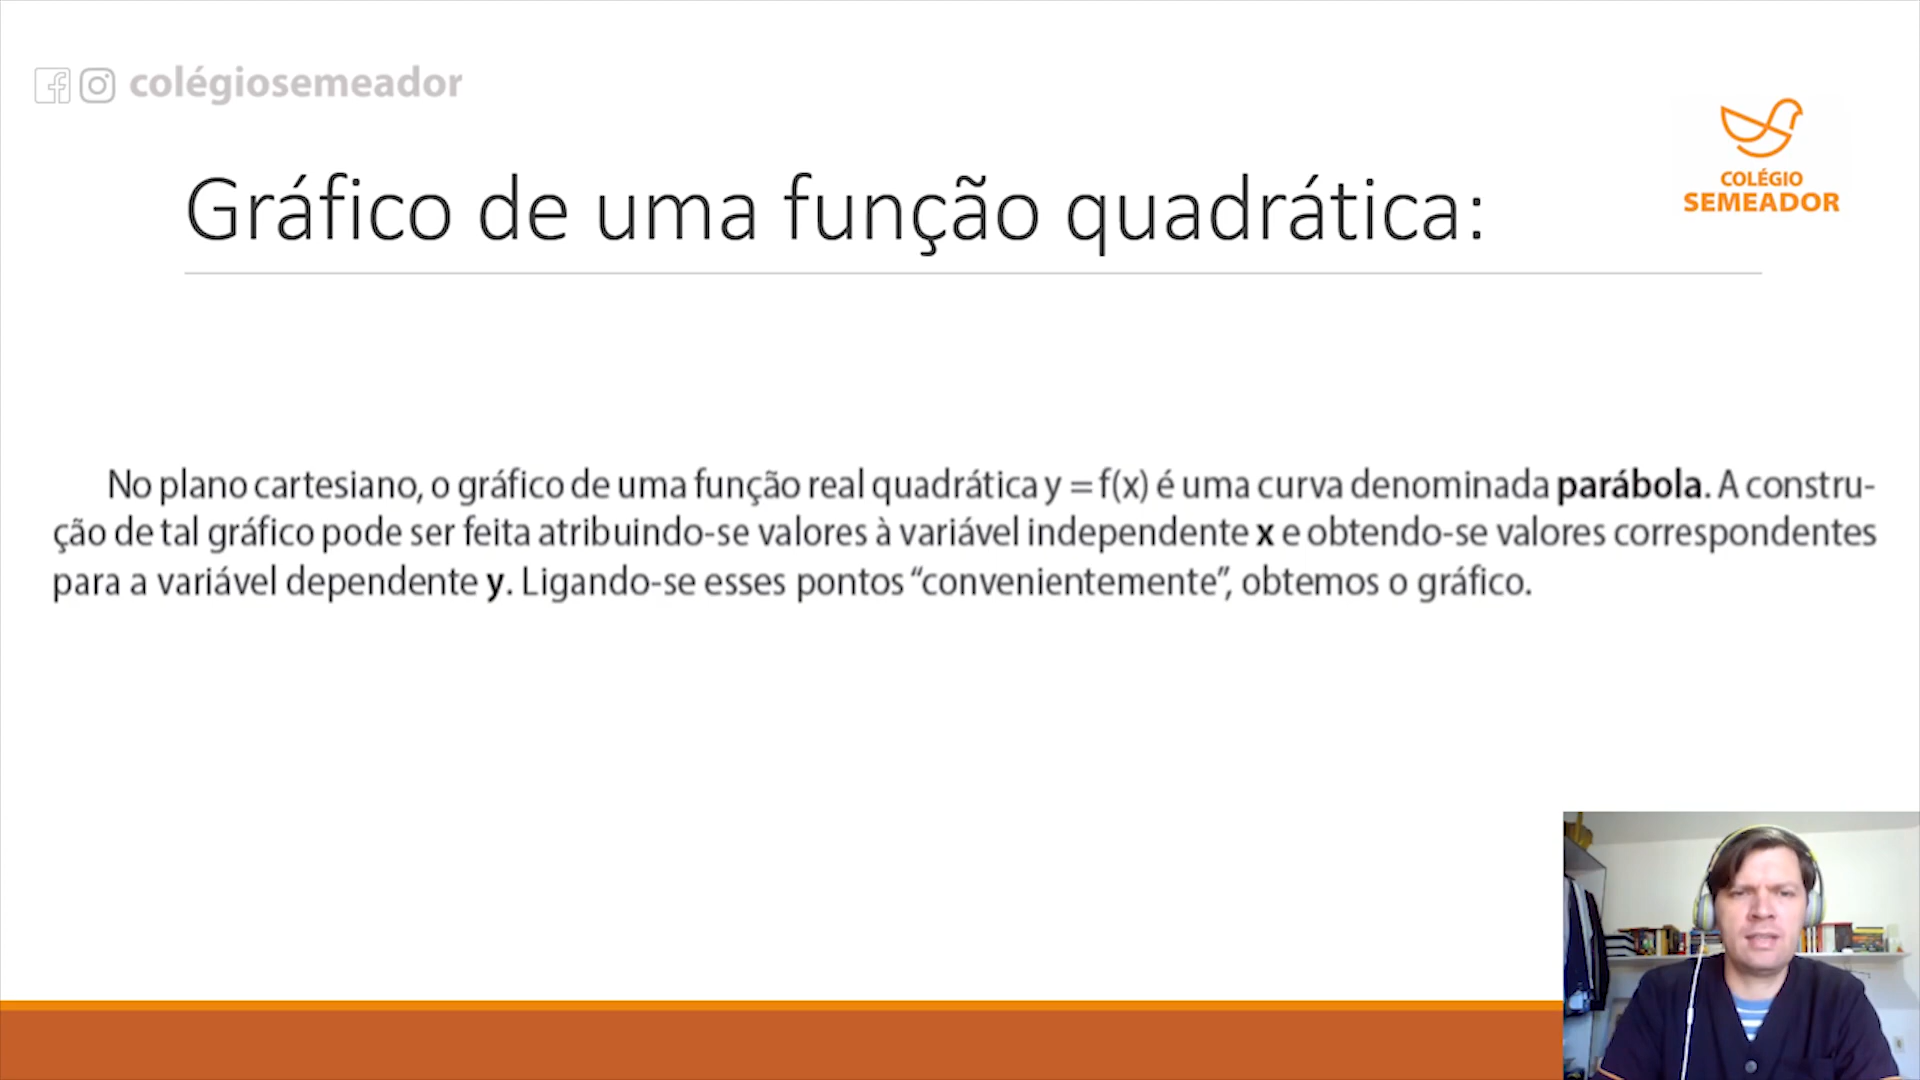 colégiosemeador
COLÉGIO
SEMEADOR
Gráfico de uma função quadrática:
No plano cartesiano, o gráfico de uma função real quadrática y = f(x) é uma curva denominada parábola. A constru-
ção de tal gráfico pode ser feita atribuindo-se valores à variável independente x e obtendo-se valores correspondentes
para a variável dependente y. Ligando-se esses pontos “convenientemente”, obtemos o gráfico.